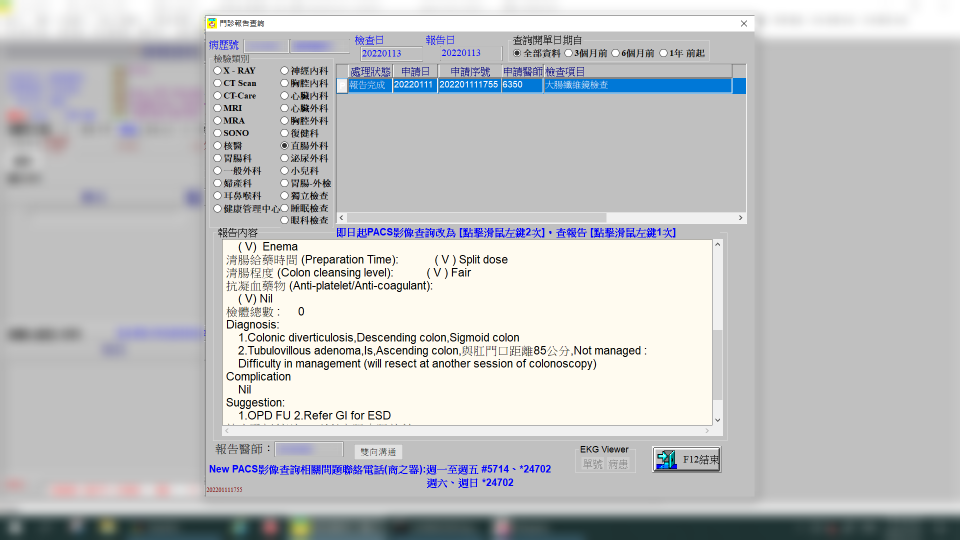 門診報告查詢
病歷號
檢查日
報告日
查詢開單日期自
20220113
20220113
全部資料 3個月前 6個月前 1年 前起
檢驗類別
X - RAY
神經內科
CT Scan
胸腔內科
CT-Care
心臟內科
MRI
心臟外科
MRA
胸腔外科
SONO
復健科
核醫
直腸外科
胃腸科
泌尿外科
一般外科
小兒科
婦產科
胃腸-外檢
耳鼻喉科
獨立檢查
健康管理中心
睡眠檢查
眼科檢查
處理狀態 申請日 申請序號 申請醫師 檢查項目
報告完成 20220111 202201111755 6350 大腸纖維鏡檢查
報告內容
即日起PACS影像查詢改為 [點擊滑鼠左鍵2次]，查報告 [點擊滑鼠左鍵1次]
( V) Enema
清腸給藥時間 (Preparation Time): ( V ) Split dose
清腸程度 (Colon cleansing level): ( V ) Fair
抗凝血藥物 (Anti-platelet/Anti-coagulant):
( V) Nil
檢體總數： 0
Diagnosis:
1.Colonic diverticulosis,Descending colon,Sigmoid colon
2.Tubulovillous adenoma,Is,Ascending colon,與肛門口距離85公分,Not managed :
Difficulty in management (will resect at another session of colonoscopy)
Complication
Nil
Suggestion:
1.OPD FU 2.Refer GI for ESD
報告醫師：
雙向溝通
EKG Viewer
單號 病患
F12結束
New PACS影像查詢相關問題聯絡電話(商之器):週一至週五 #5714、*24702
週六、週日 *24702
202201111755